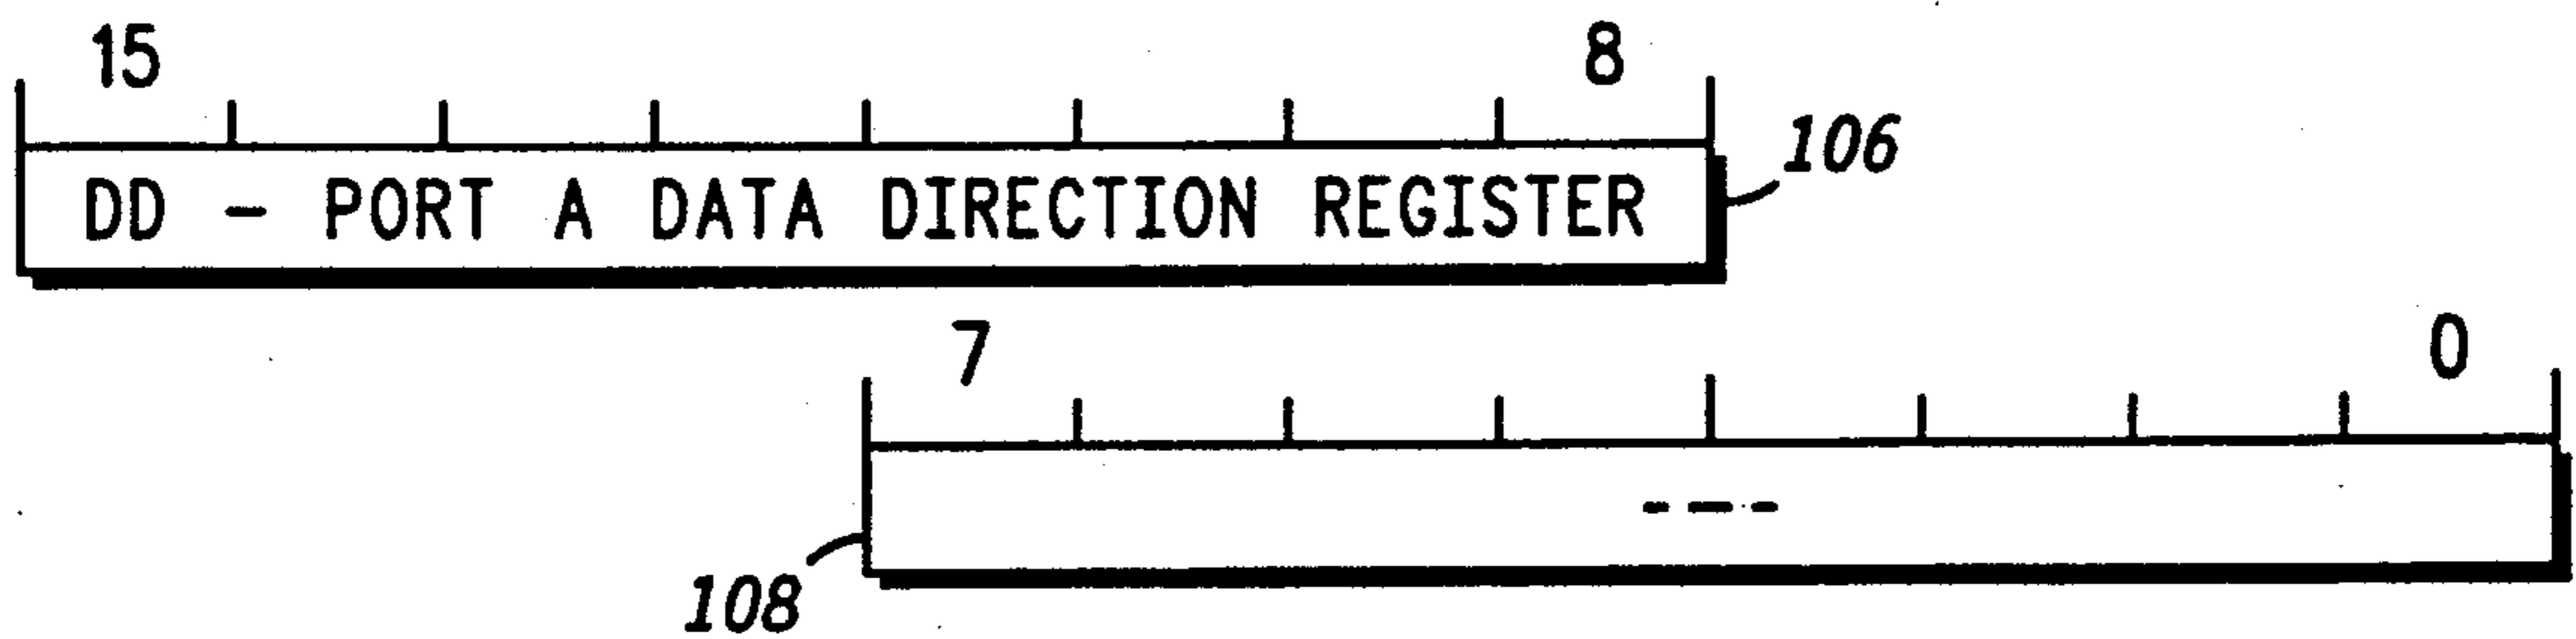 15 8
DD - PORT A DATA DIRECTION REGISTER 106
7 0
---
108